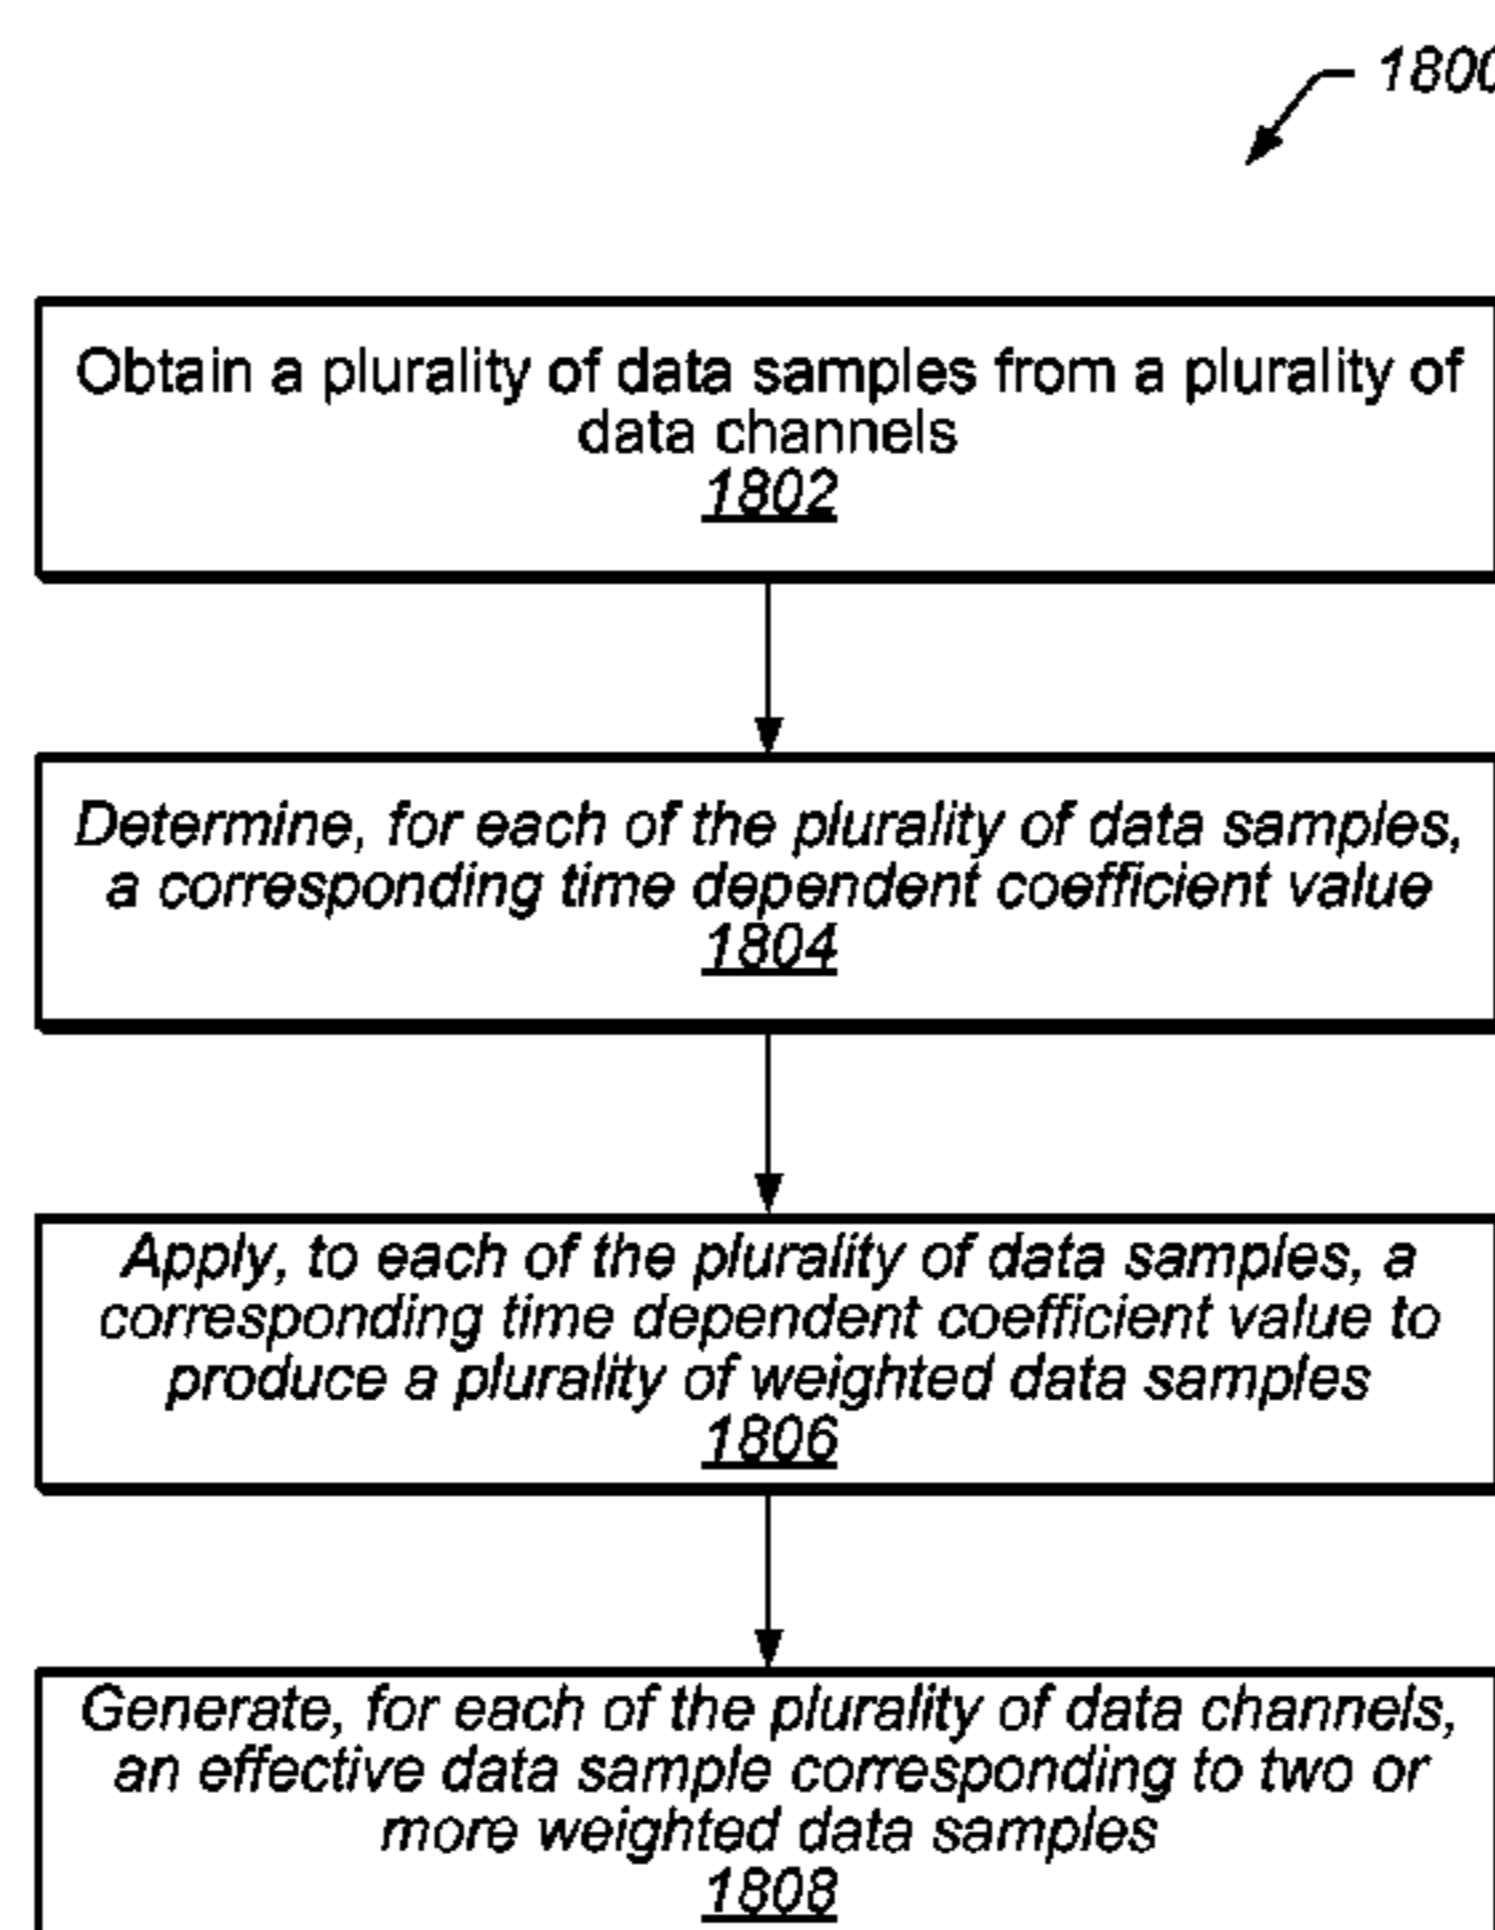 1800
Obtain a plurality of data samples from a plurality of
data channels
1802
Determine, for each of the plurality of data samples,
a corresponding time dependent coefficient value
1804
Apply, to each of the plurality of data samples, a
corresponding time dependent coefficient value to
produce a plurality of weighted data samples
1806
Generate, for each of the plurality of data channels,
an effective data sample corresponding to two or
more weighted data samples
1808